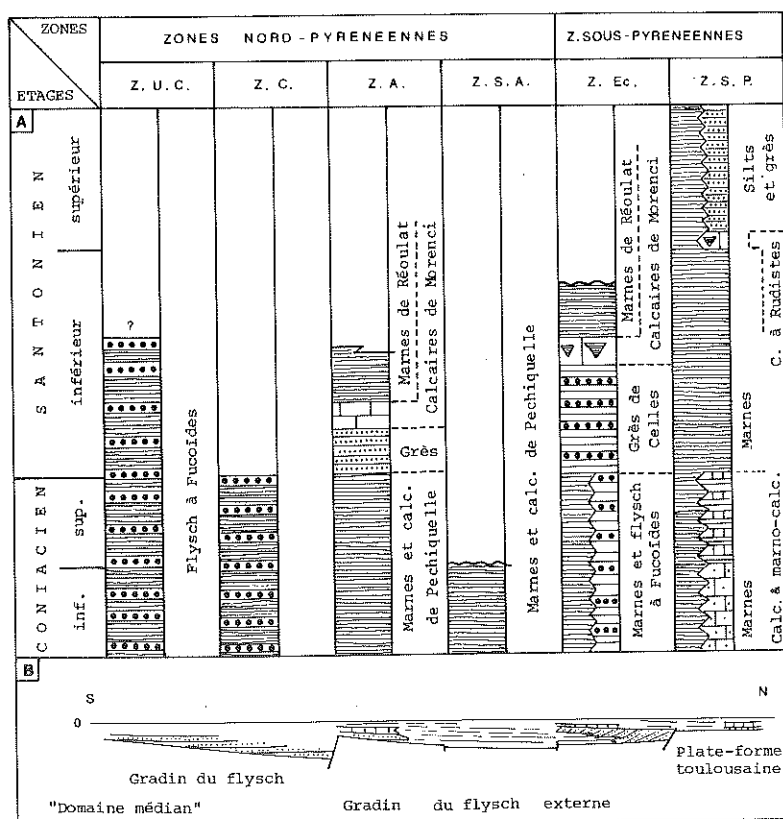 ZONES
ETAGES
ZONES NORD-PYRENEENNES
Z.SOUS-PYRENEENNES
Z. U. C.
Z. C.
Z. A.
Z. S. A.
Z. Ec.
Z. S. P.
A
SANTONIEN
supérieur
inférieur
CONIACIEN
sup.
inf.
?
Flysch à Fucoides
Marnes de Réoulat
Calcaires de Morenci
Grès
Marnes et calc.
de Pechiquelle
Marnes et calc. de Pechiquelle
Marnes de Réoulat
Calcaires de Morenci
Grès de
Celles
Marnes et flysch
à Fucoides
Silts
et grès
C. à Rudistes
Marnes
Marnes
Calc. & marno-calc.
B
S
N
0
Gradin du flysch
Plate-forme
toulousaine
"Domaine médian"
Gradin du flysch externe